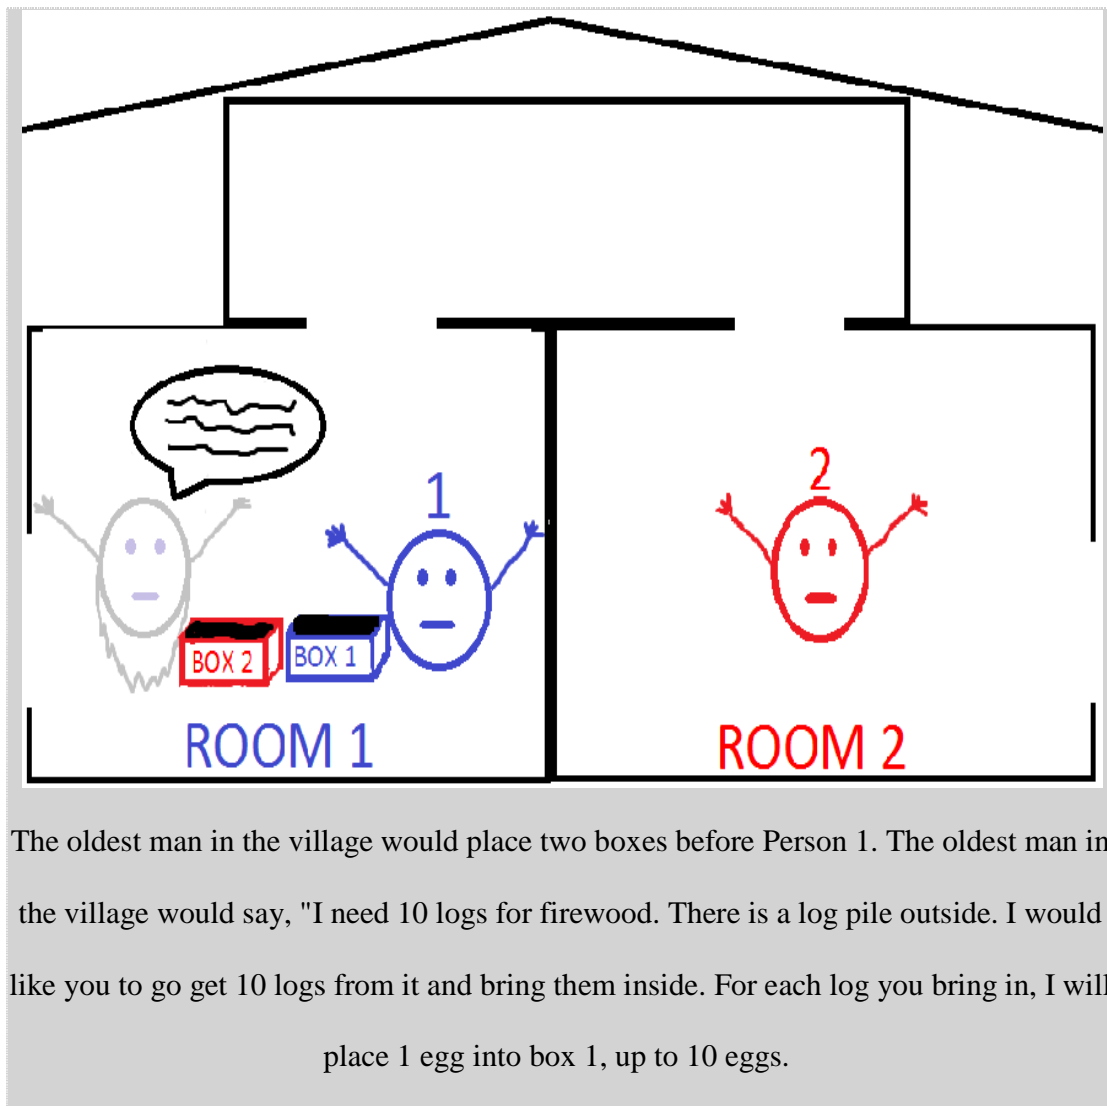 1
2
BOX 2
BOX 1
ROOM 1
ROOM 2
The oldest man in the village would place two boxes before Person 1. The oldest man in
the village would say, "I need 10 logs for firewood. There is a log pile outside. I would
like you to go get 10 logs from it and bring them inside. For each log you bring in, I will
place 1 egg into box 1, up to 10 eggs.